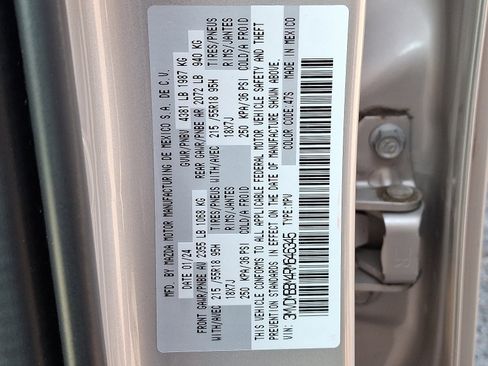 MFD. BY MAZDA MOTOR MANUFACTURING DE MEXICO S.A. DE C.V.
DATE: 01/24 GVWR/PNBV 4381 LB 1987 KG
FRONT GAWR/PNBE AV 2355 LB 1068 KG REAR GAWR/PNBE AR 2072 LB 940 KG
WITH/AVEC 215/55R18 95H TIRES/PNEUS WITH/AVEC 215/55R18 95H TIRES/PNEUS
18X7J RIMS/JANTES 18X7J RIMS/JANTES
250 KPA/36 PSI COLD/A FROID 250 KPA/36 PSI COLD/A FROID
THIS VEHICLE CONFORMS TO ALL APPLICABLE FEDERAL MOTOR VEHICLE SAFETY AND THEFT
PREVENTION STANDARDS IN EFFECT ON THE DATE OF MANUFACTURE SHOWN ABOVE.
VIN: TYPE: MPV COLOR CODE: 47S MADE IN MEXICO